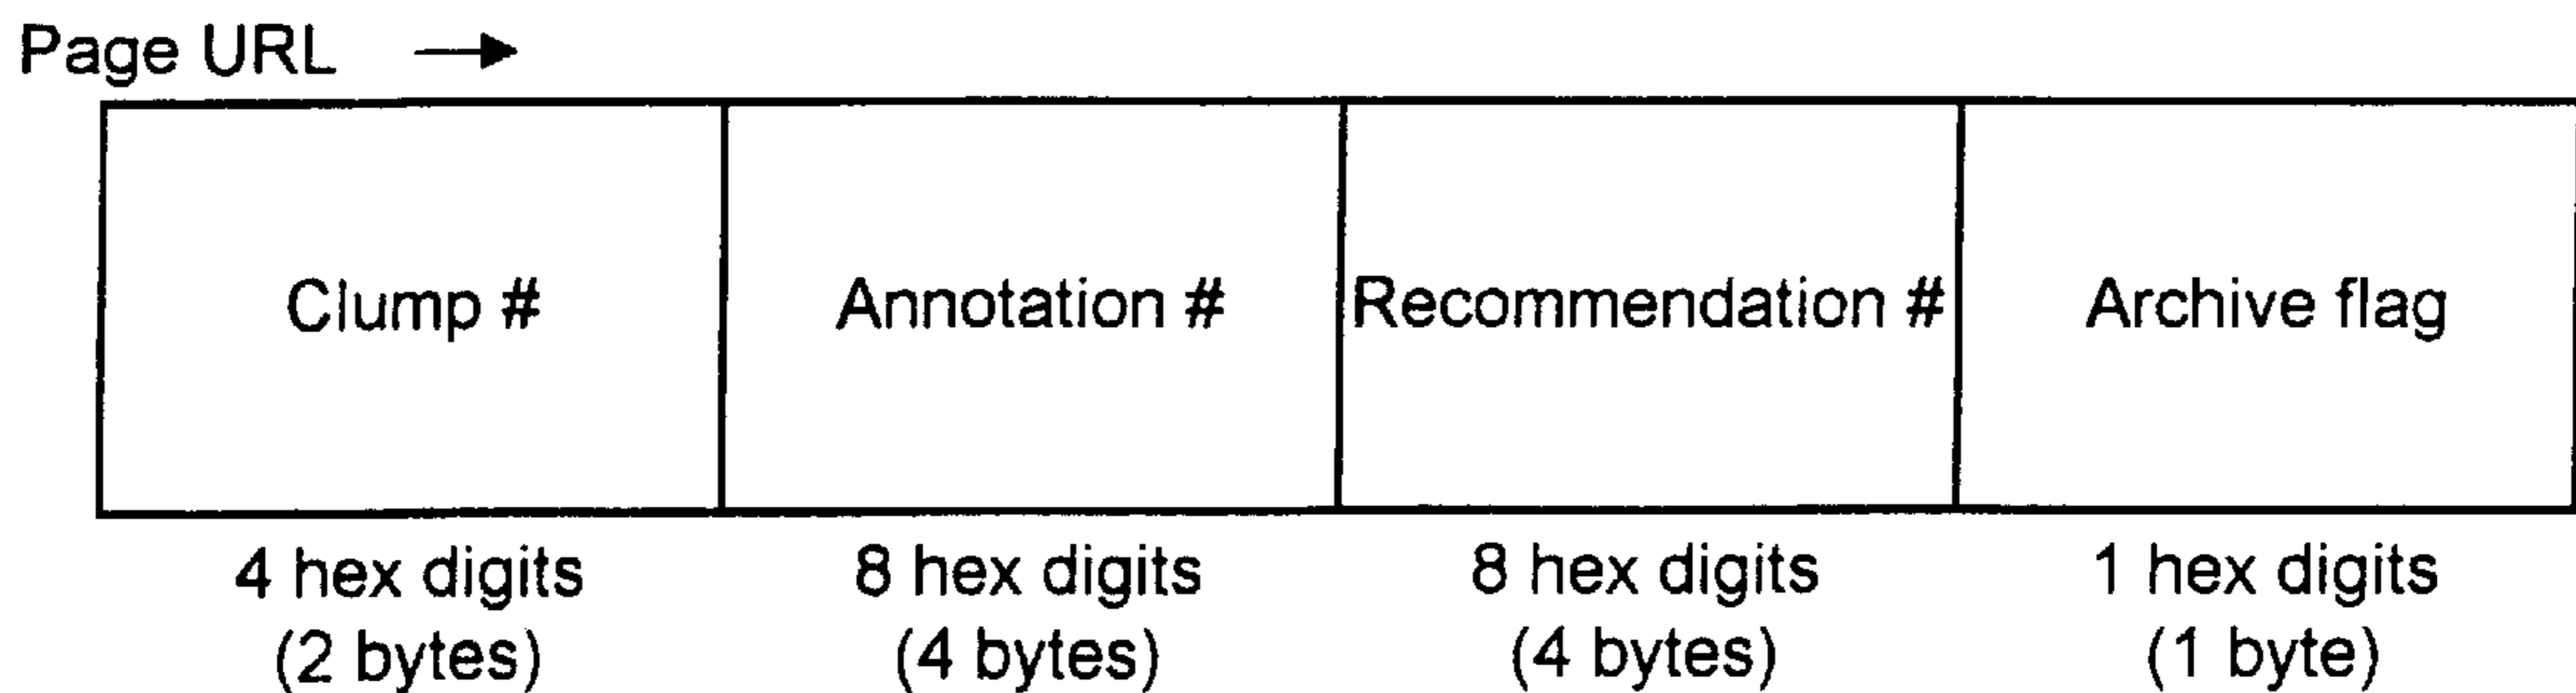 Page URL →
Clump # Annotation # Recommendation # Archive flag
4 hex digits 8 hex digits 8 hex digits 1 hex digits
(2 bytes) (4 bytes) (4 bytes) (1 byte)